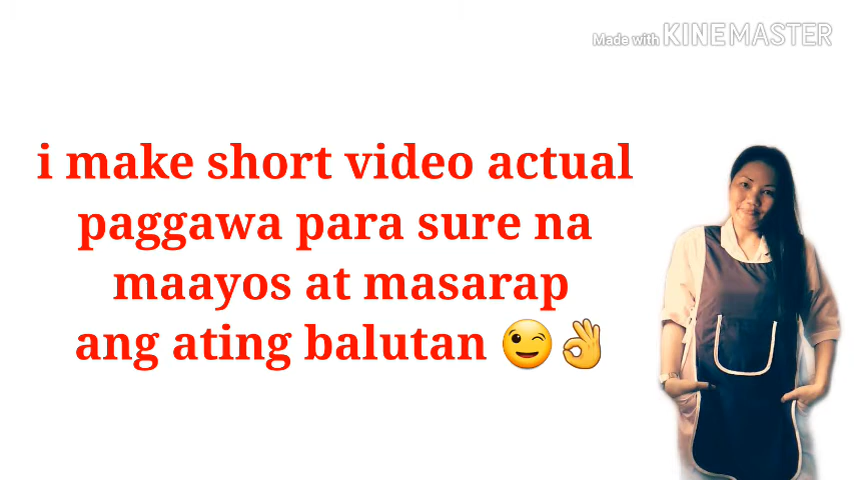 Made with KINEMASTER
i make short video actual
paggawa para sure na
maayos at masarap
ang ating balutan 😉👌